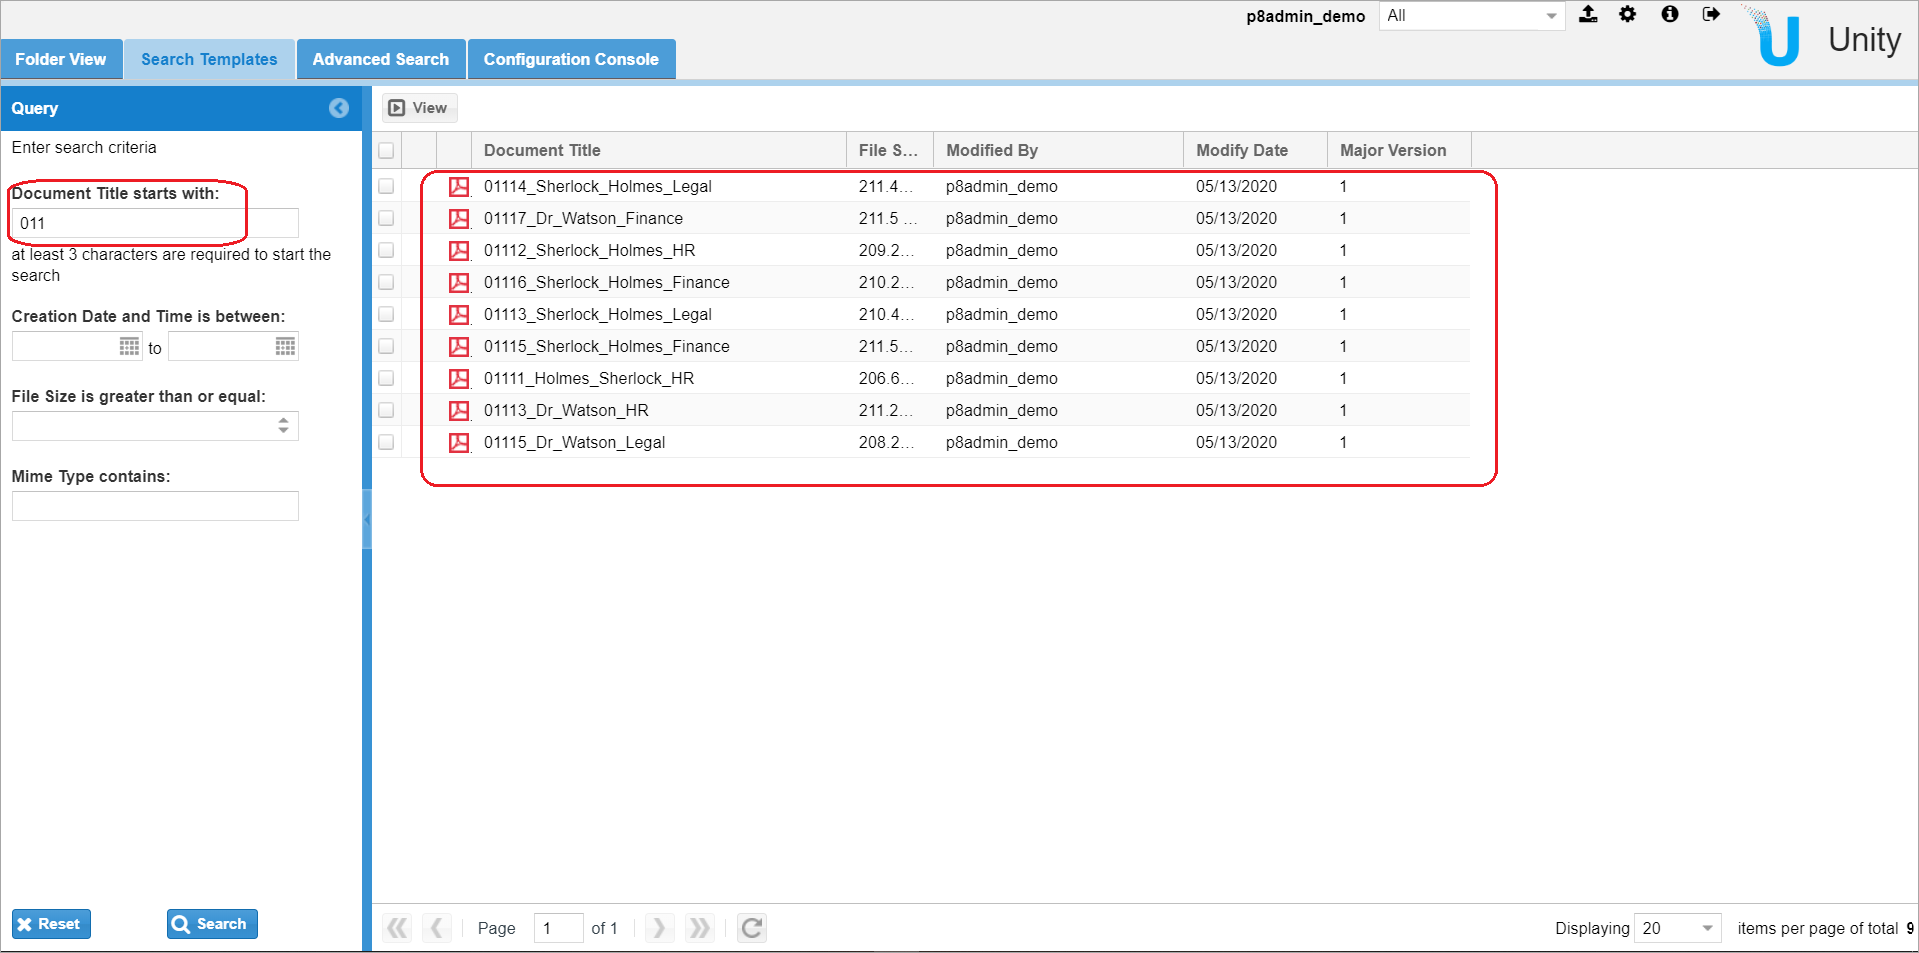 p8admin_demo All Unity
Folder View Search Templates Advanced Search Configuration Console
Query
Enter search criteria
Document Title starts with:
011
at least 3 characters are required to start the
search
Creation Date and Time is between:
to
File Size is greater than or equal:
Mime Type contains:
Reset Search
View
Document Title File S... Modified By Modify Date Major Version
01114_Sherlock_Holmes_Legal 211.4... p8admin_demo 05/13/2020 1
01117_Dr_Watson_Finance 211.5 ... p8admin_demo 05/13/2020 1
01112_Sherlock_Holmes_HR 209.2... p8admin_demo 05/13/2020 1
01116_Sherlock_Holmes_Finance 210.2... p8admin_demo 05/13/2020 1
01113_Sherlock_Holmes_Legal 210.4... p8admin_demo 05/13/2020 1
01115_Sherlock_Holmes_Finance 211.5... p8admin_demo 05/13/2020 1
01111_Holmes_Sherlock_HR 206.6... p8admin_demo 05/13/2020 1
01113_Dr_Watson_HR 211.2... p8admin_demo 05/13/2020 1
01115_Dr_Watson_Legal 208.2... p8admin_demo 05/13/2020 1
Page 1 of 1 Displaying 20 items per page of total 9